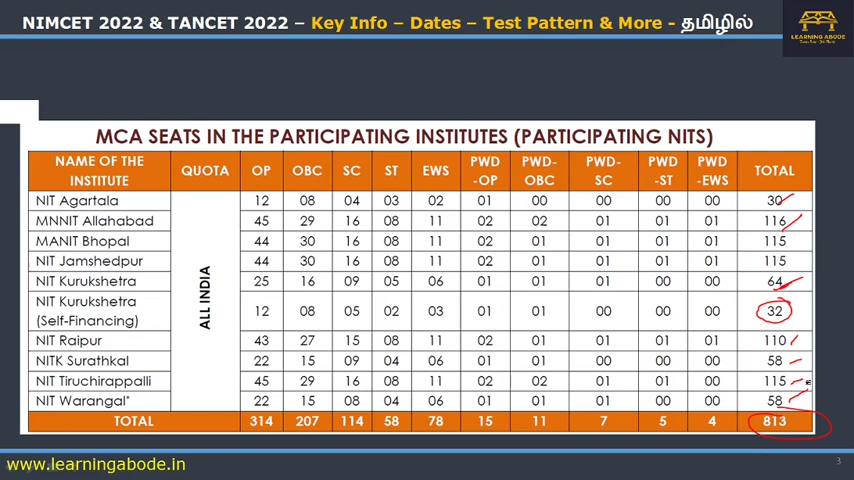 NIMCET 2022 & TANCET 2022 – Key Info – Dates – Test Pattern & More - தமிழில்
LEARNING ABODE
MCA SEATS IN THE PARTICIPATING INSTITUTES (PARTICIPATING NITS)
NAME OF THE INSTITUTE QUOTA OP OBC SC ST EWS PWD-OP PWD-OBC PWD-SC PWD-ST PWD-EWS TOTAL
ALL INDIA
NIT Agartala 12 08 04 03 02 01 00 00 00 00 30
MNNIT Allahabad 45 29 16 08 11 02 02 01 01 01 116
MANIT Bhopal 44 30 16 08 11 02 01 01 01 01 115
NIT Jamshedpur 44 30 16 08 11 02 01 01 01 01 115
NIT Kurukshetra 25 16 09 05 06 01 01 01 00 00 64
NIT Kurukshetra (Self-Financing) 12 08 05 02 03 01 01 00 00 00 32
NIT Raipur 43 27 15 08 11 02 01 01 01 01 110
NITK Surathkal 22 15 09 04 06 01 01 00 00 00 58
NIT Tiruchirappalli 45 29 16 08 11 02 02 01 01 00 115
NIT Warangal* 22 15 08 04 06 01 01 01 00 00 58
TOTAL 314 207 114 58 78 15 11 7 5 4 813
www.learningabode.in
3